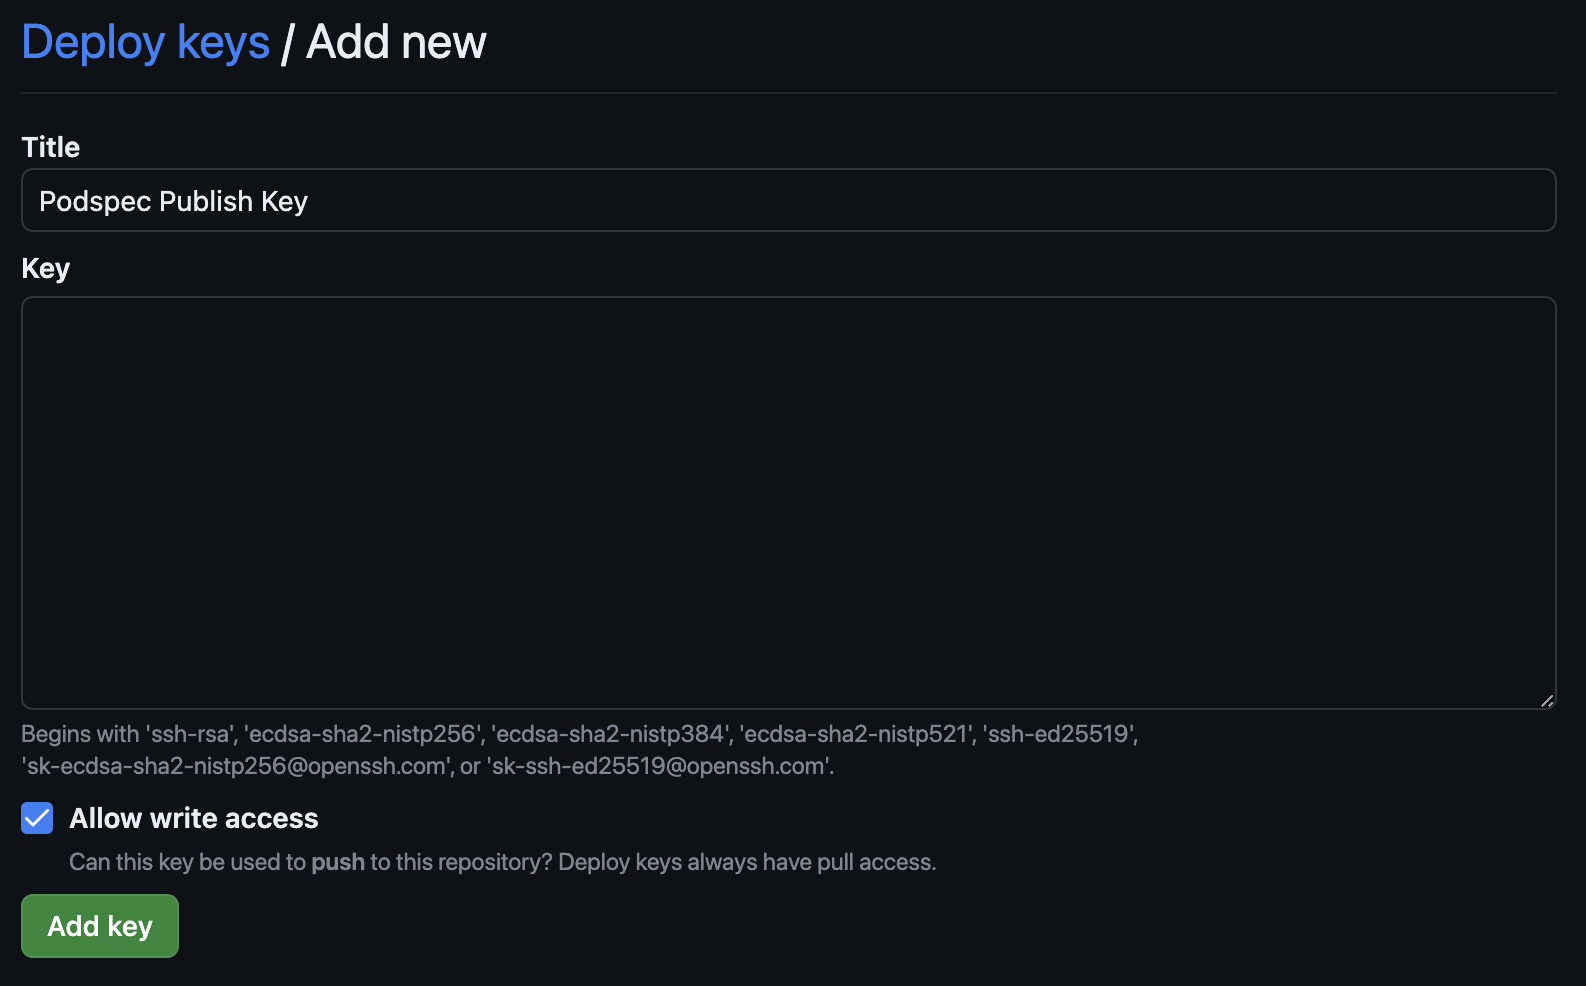 Deploy keys / Add new
Title
Podspec Publish Key
Key
Begins with 'ssh-rsa', 'ecdsa-sha2-nistp256', 'ecdsa-sha2-nistp384', 'ecdsa-sha2-nistp521', 'ssh-ed25519',
'sk-ecdsa-sha2-nistp256@openssh.com', or 'sk-ssh-ed25519@openssh.com'.
Allow write access
Can this key be used to push to this repository? Deploy keys always have pull access.
Add key